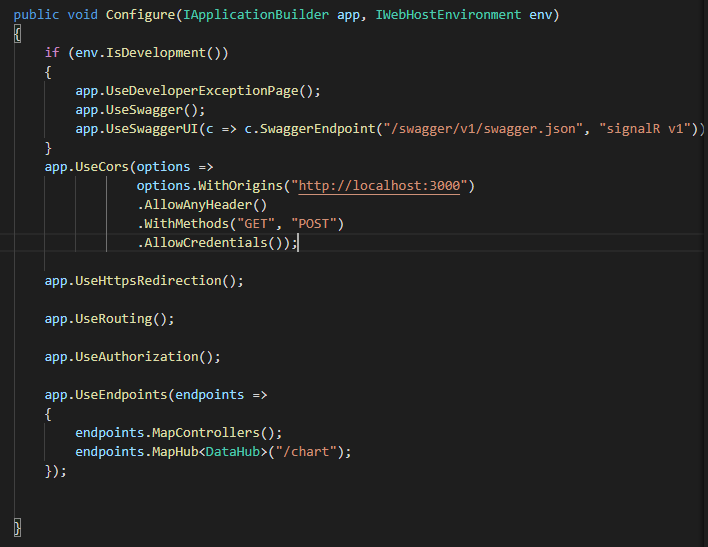 public void Configure(IApplicationBuilder app, IWebHostEnvironment env)
{
if (env.IsDevelopment())
{
app.UseDeveloperExceptionPage();
app.UseSwagger();
app.UseSwaggerUI(c => c.SwaggerEndpoint("/swagger/v1/swagger.json", "signalR v1"))
}
app.UseCors(options =>
options.WithOrigins("http://localhost:3000")
.AllowAnyHeader()
.WithMethods("GET", "POST")
.AllowCredentials());
app.UseHttpsRedirection();
app.UseRouting();
app.UseAuthorization();
app.UseEndpoints(endpoints =>
{
endpoints.MapControllers();
endpoints.MapHub<DataHub>("/chart");
});
}